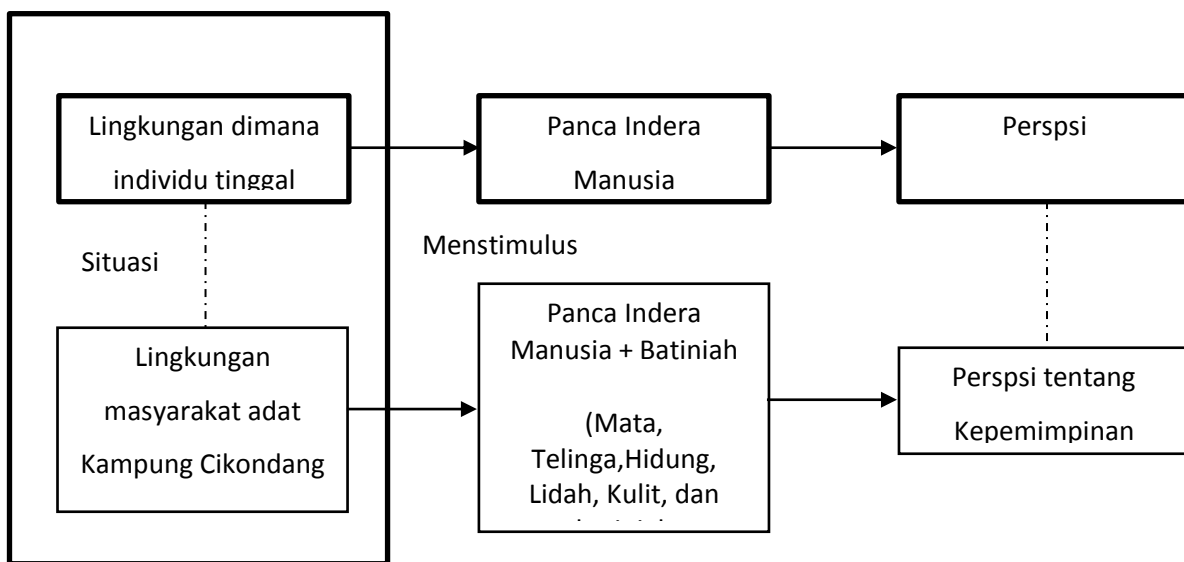 Lingkungan dimana
individu tinggal
Panca Indera
Manusia
Perspsi
Situasi
Menstimulus
Lingkungan
masyarakat adat
Kampung Cikondang
Panca Indera
Manusia + Batiniah
(Mata,
Telinga,Hidung,
Lidah, Kulit, dan
Perspsi tentang
Kepemimpinan